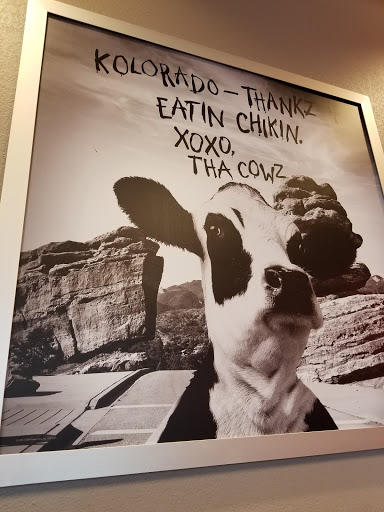 KOLORADO – THANKZ
EATIN CHIKIN.
XOXO,
THA COWZ